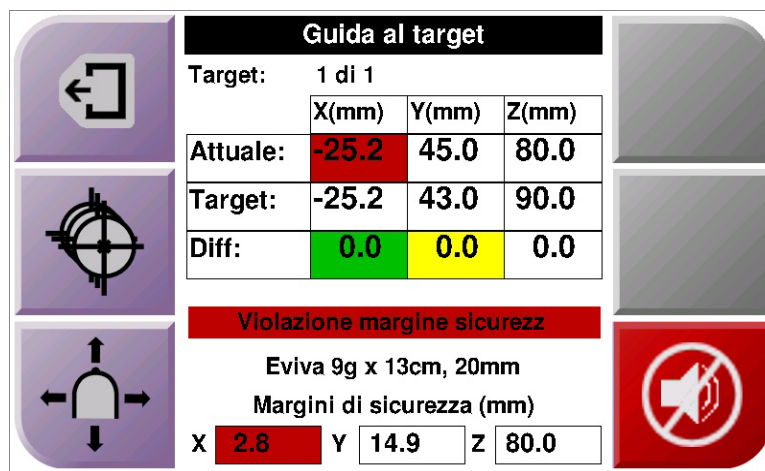 Guida al target
Target: 1 di 1
X(mm) Y(mm) Z(mm)
Attuale: -25.2 45.0 80.0
Target: -25.2 43.0 90.0
Diff: 0.0 0.0 0.0
Violazione margine sicurezz
Eviva 9g x 13cm, 20mm
Margini di sicurezza (mm)
X 2.8 Y 14.9 Z 80.0